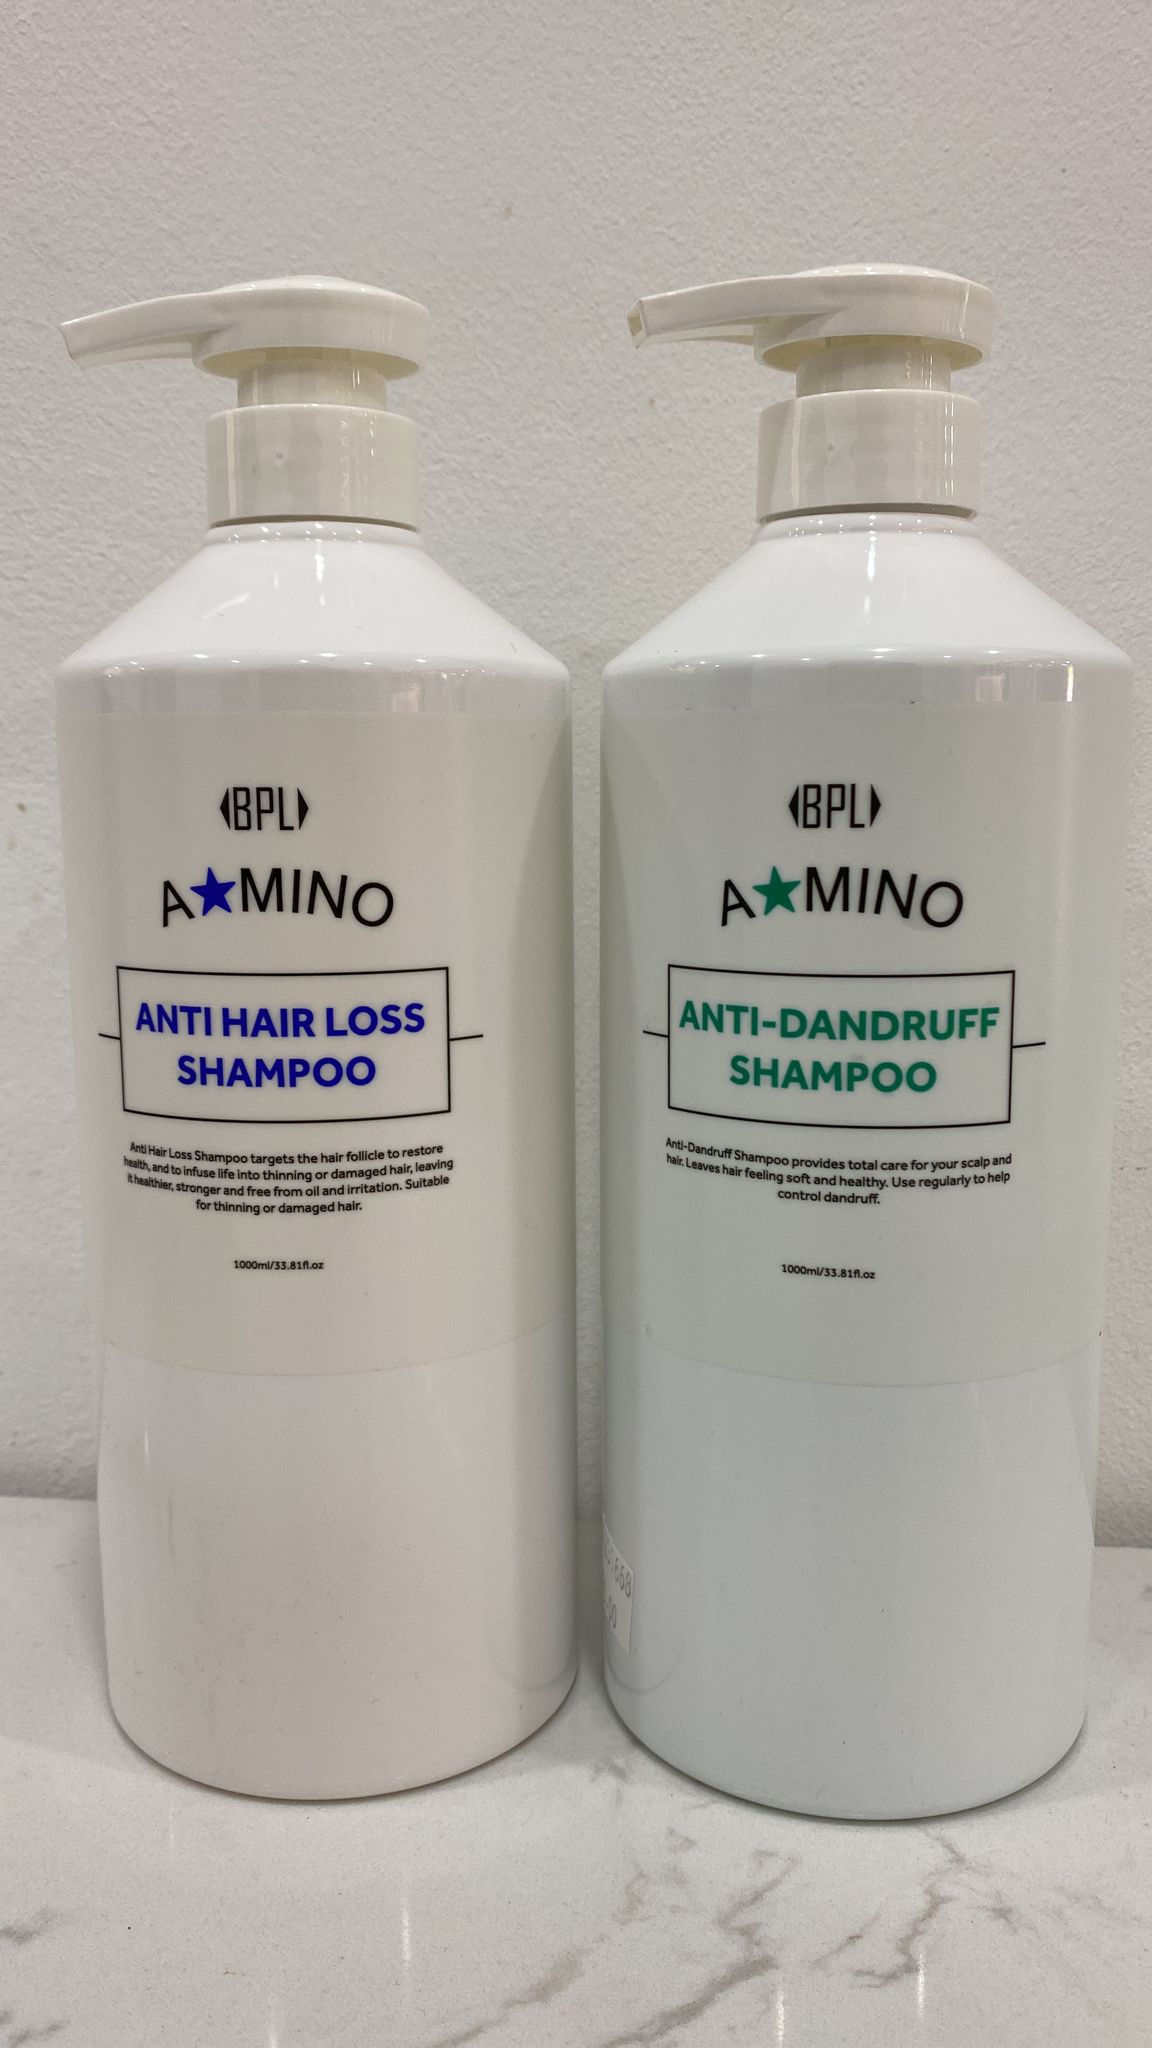 BPL
A★MINO
ANTI HAIR LOSS
SHAMPOO
Anti Hair Loss Shampoo targets the hair follicle to restore
health, and to infuse life into thinning or damaged hair, leaving
it healthier, stronger and free from oil and irritation. Suitable
for thinning or damaged hair.
1000ml/33.81fl.oz
BPL
A★MINO
ANTI-DANDRUFF
SHAMPOO
Anti-Dandruff Shampoo provides total care for your scalp and
hair. Leaves hair feeling soft and healthy. Use regularly to help
control dandruff.
1000ml/33.81fl.oz